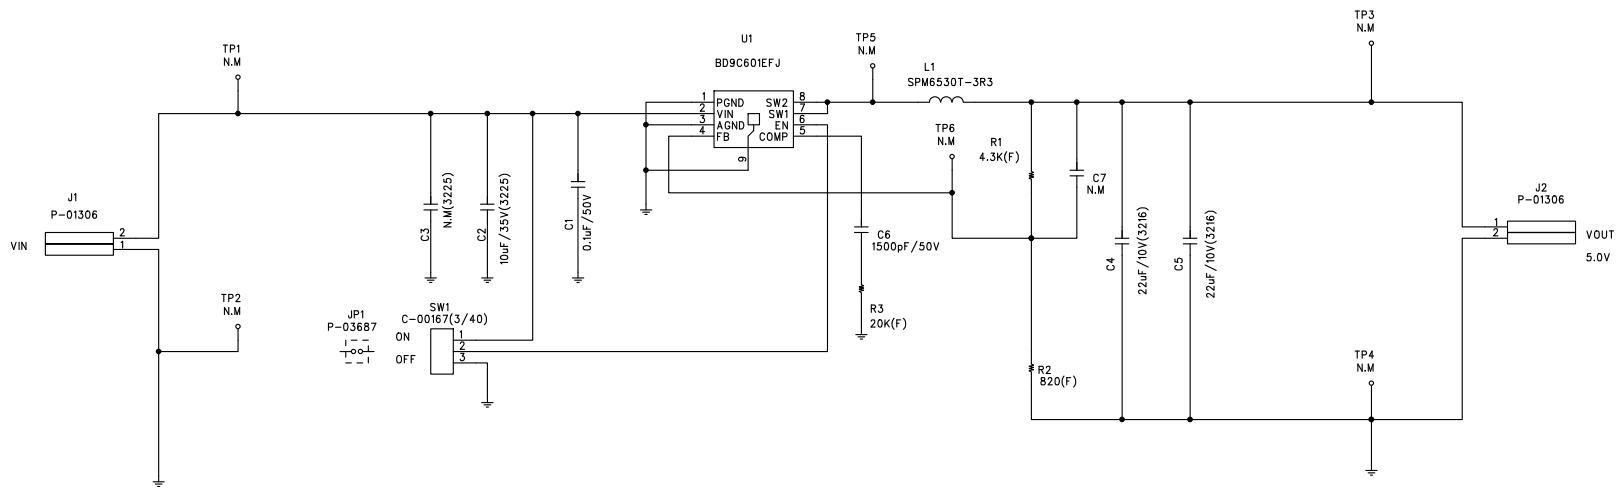 TP1
N.M
U1
BD9C601EFJ
TP5
N.M
L1
SPM6530T-3R3
TP3
N.M
1 PGND SW2 8
2 VIN SW1 7
3 AGND EN 6
4 FB COMP 5
9
TP6
N.M
R1
4.3K(F)
C7
N.M
J1
P-01306
VIN
2
1
C3
N.M(3225)
C2
10uF/35V(3225)
C1
0.1uF/50V
C6
1500pF/50V
R3
20K(F)
C4
22uF/10V(3216)
C5
22uF/10V(3216)
J2
P-01306
1
2
VOUT
5.0V
TP2
N.M
JP1
P-03687
SW1
C-00167(3/40)
ON
OFF
1
2
3
R2
820(F)
TP4
N.M